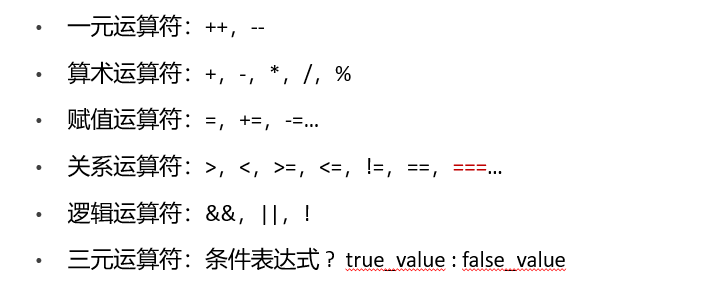 • 一元运算符：++，--
• 算术运算符：+，-，*，/，%
• 赋值运算符：=，+=，-=...
• 关系运算符：>，<，>=，<=，!=，==，===...
• 逻辑运算符：&&，||，!
• 三元运算符：条件表达式？true_value : false_value